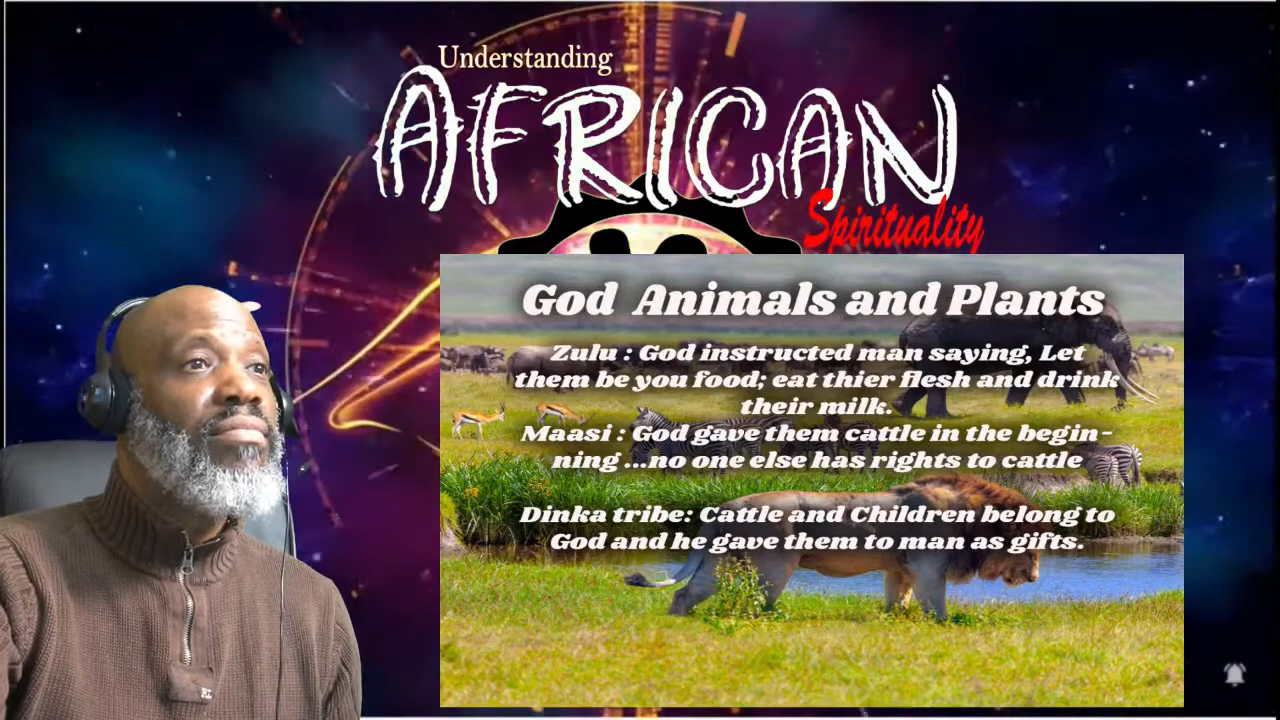 Understanding
AFRICAN
Spirituality
God Animals and Plants
Zulu : God instructed man saying, Let
them be you food; eat thier flesh and drink
their milk.
Maasi : God gave them cattle in the begin-
ning ...no one else has rights to cattle
Dinka tribe: Cattle and Children belong to
God and he gave them to man as gifts.
RL